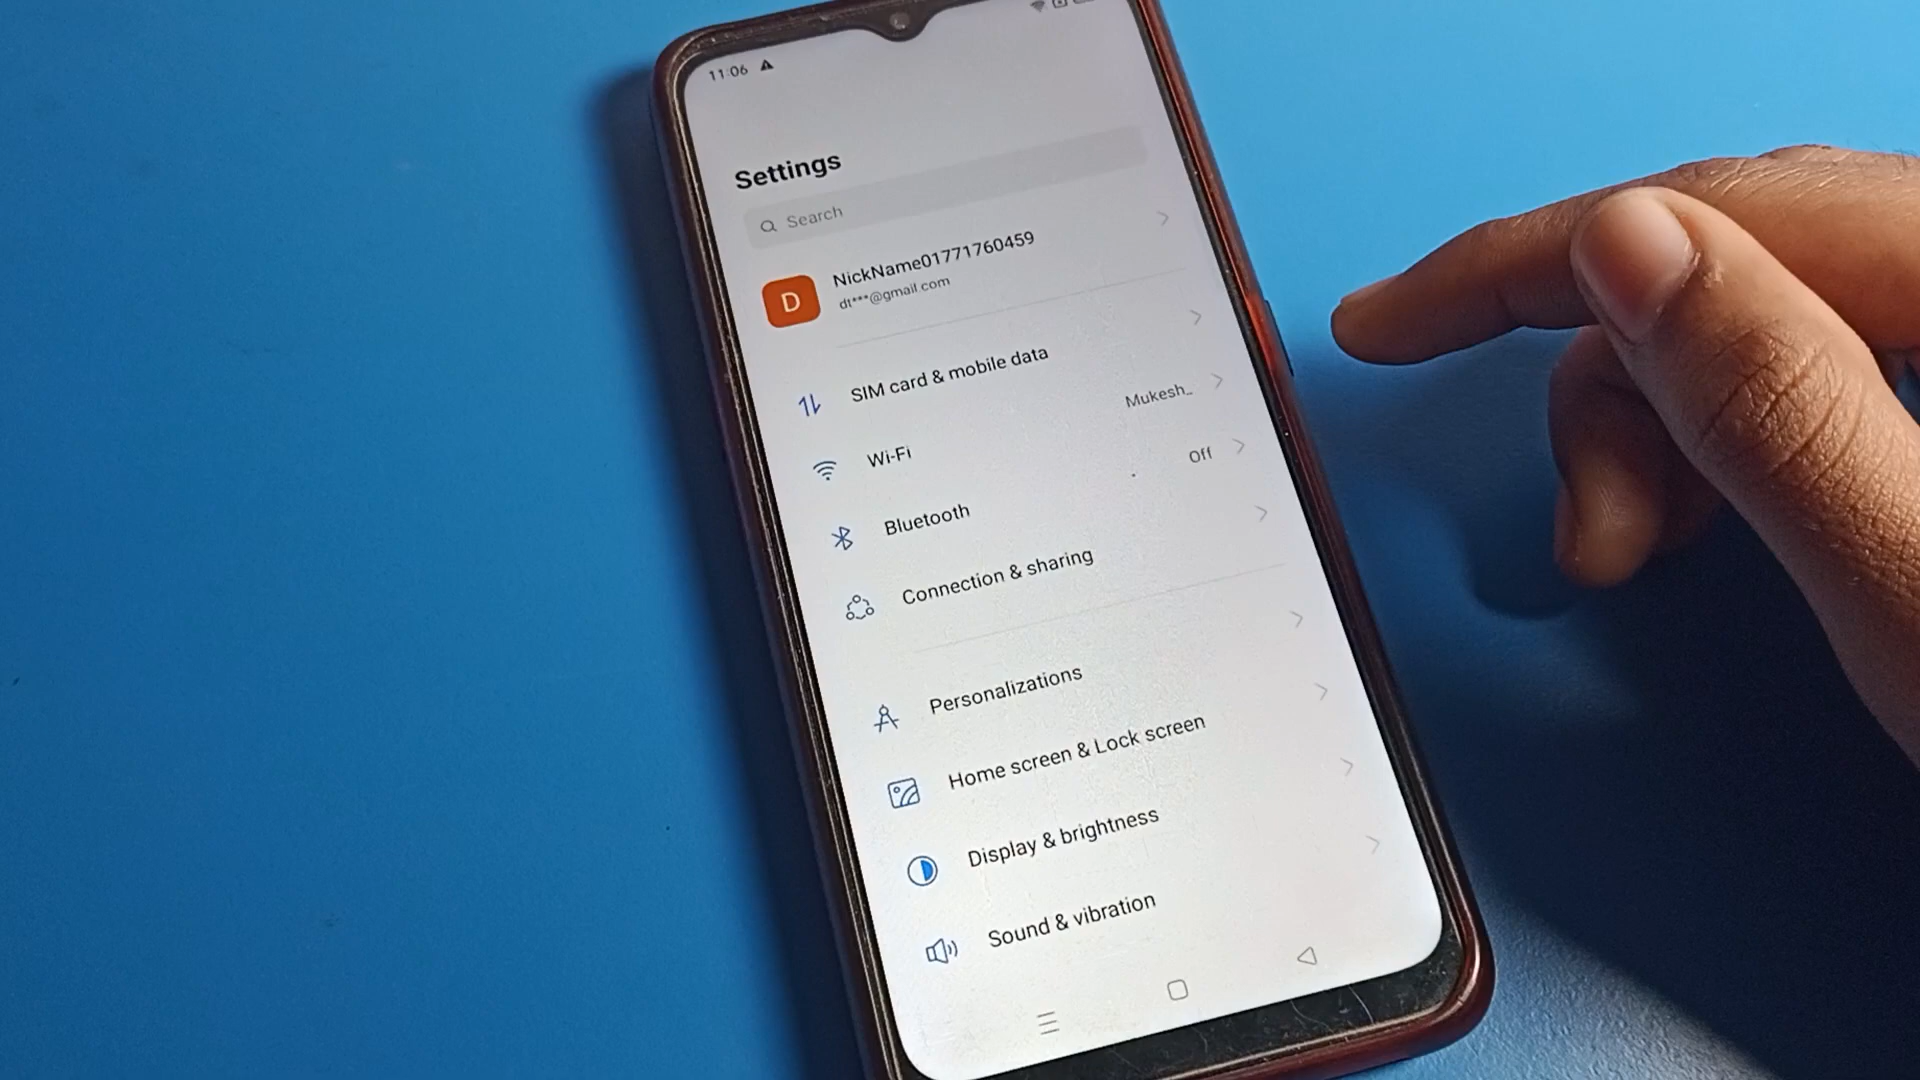 11:06
Settings
Search
D
NickName01771760459
dt***@gmail.com
SIM card & mobile data
Wi-Fi
Mukesh_
Bluetooth
Off
Connection & sharing
Personalizations
Home screen & Lock screen
Display & brightness
Sound & vibration